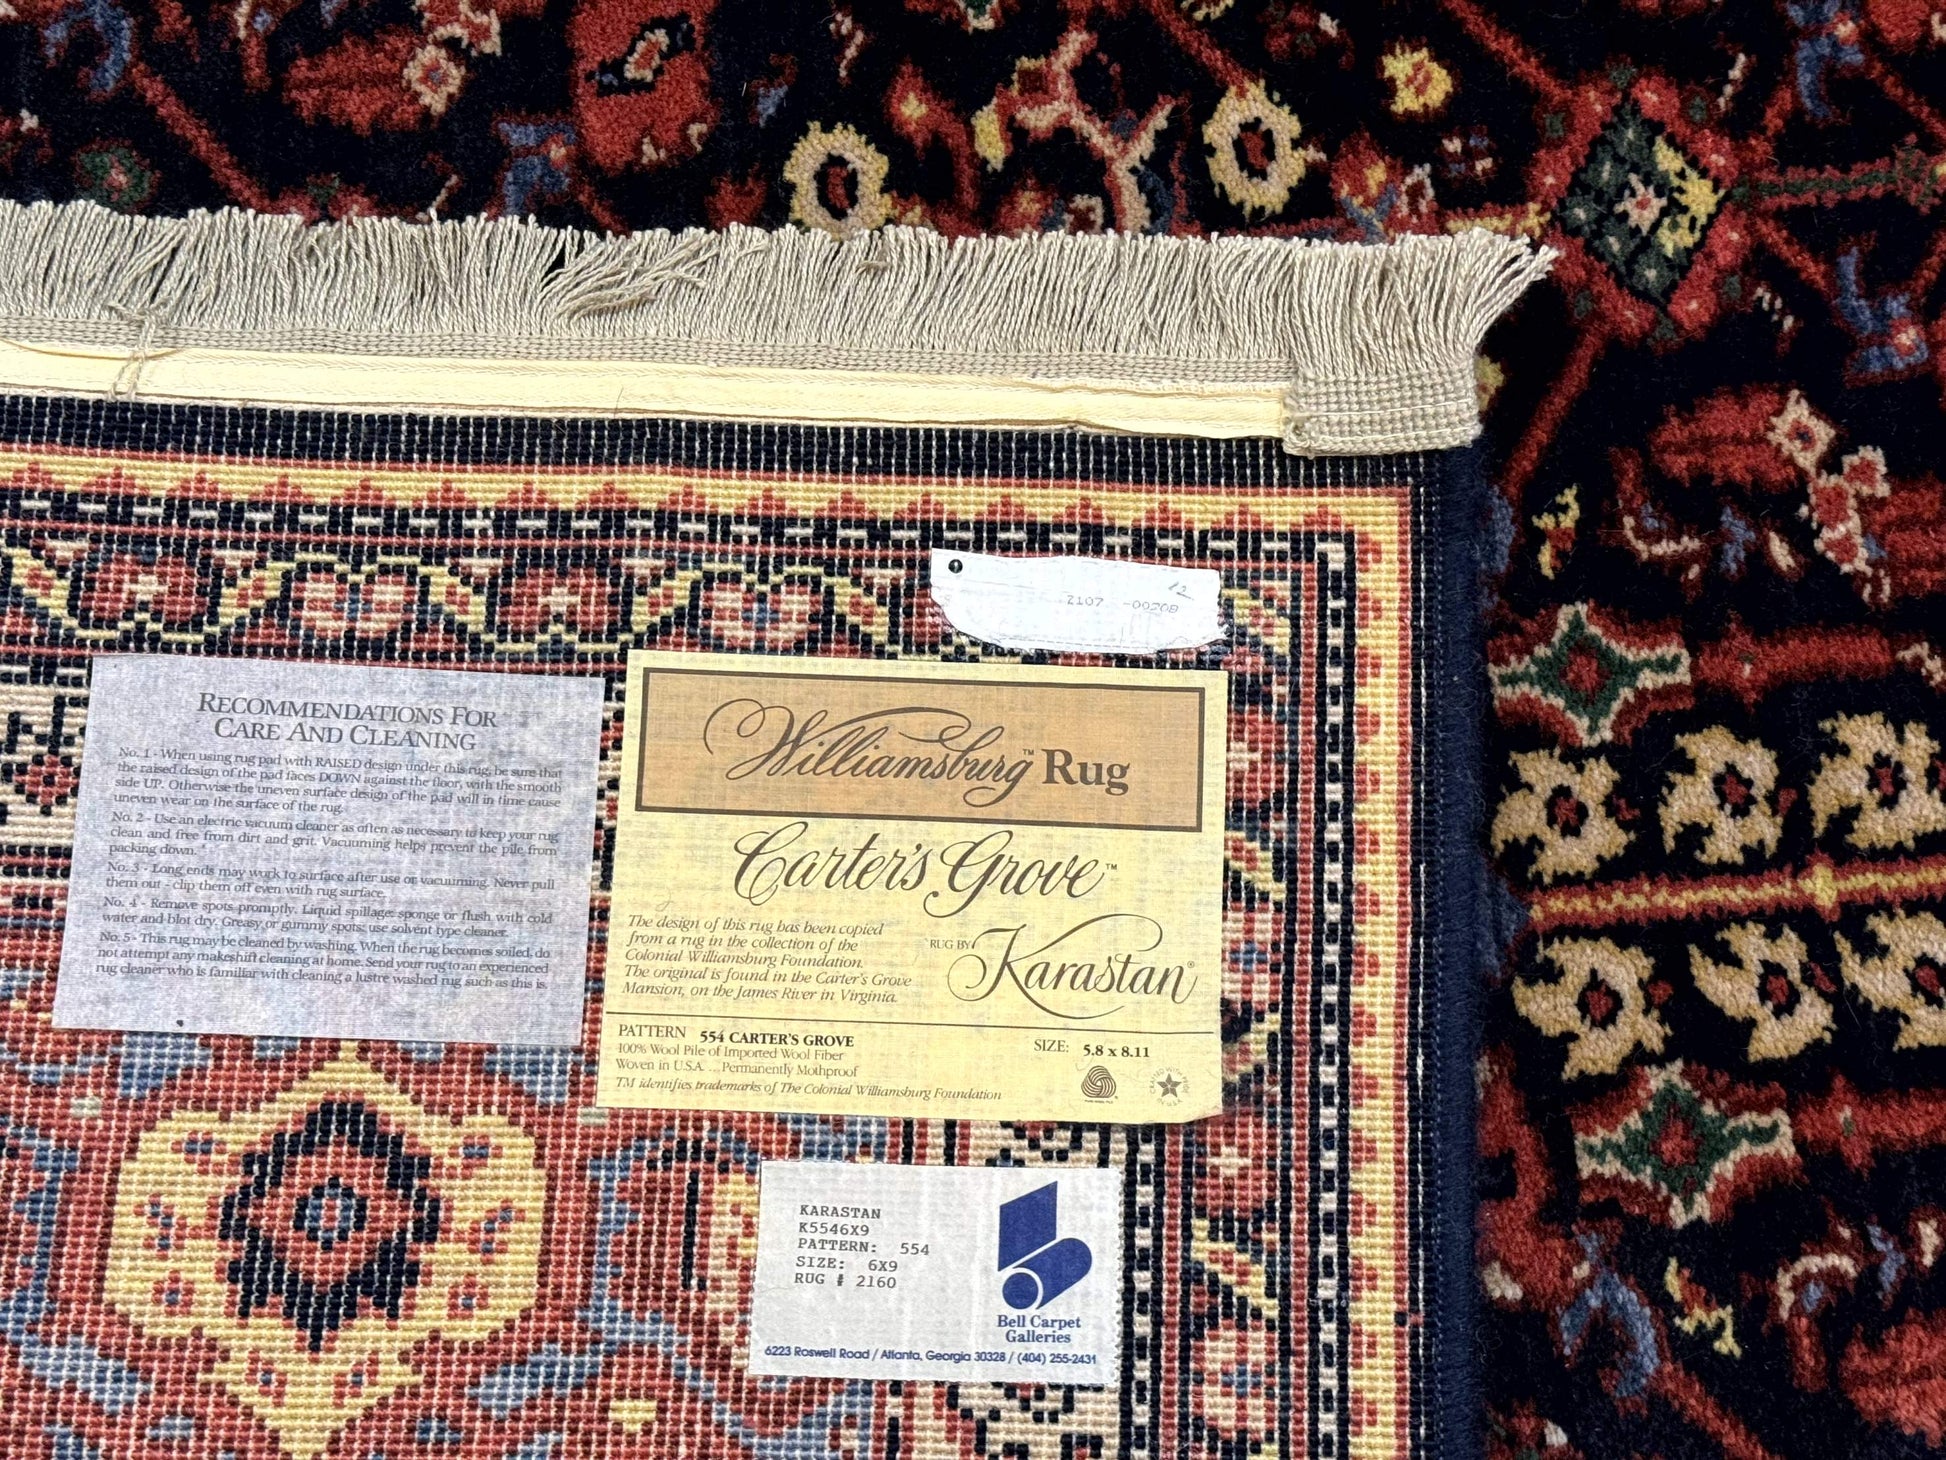 12
2107 -00208
RECOMMENDATIONS FOR
CARE AND CLEANING
No. 1 - When using rug pad with RAISED design under this rug, be sure that
the raised design of the pad faces DOWN against the floor, with the smooth
side UP. Otherwise the uneven surface design of the pad will in time cause
uneven wear on the surface of the rug.
No. 2 - Use an electric vacuum cleaner as often as necessary to keep your rug
clean and free from dirt and grit. Vacuuming helps prevent the pile from
packing down.
No. 3 - Long ends may work to surface after use or vacuuming. Never pull
them out - clip them off even with rug surface.
No. 4 - Remove spots promptly. Liquid spillage: sponge or flush with cold
water and blot dry. Greasy or gummy spots: use solvent type cleaner.
No. 5 - This rug may be cleaned by washing. When the rug becomes soiled, do
not attempt any makeshift cleaning at home. Send your rug to an experienced
rug cleaner who is familiar with cleaning a lustre washed rug such as this is.
Williamsburg™ Rug
Carter's Grove™
The design of this rug has been copied
from a rug in the collection of the
Colonial Williamsburg Foundation.
The original is found in the Carter's Grove
Mansion, on the James River in Virginia.
RUG BY Karastan®
PATTERN 554 CARTER'S GROVE
SIZE: 5.8 x 8.11
100% Wool Pile of Imported Wool Fiber
Woven in U.S.A. ... Permanently Mothproof
TM identifies trademarks of The Colonial Williamsburg Foundation
KARASTAN
K5546X9
PATTERN: 554
SIZE: 6X9
RUG # 2160
Bell Carpet
Galleries
6223 Roswell Road / Atlanta, Georgia 30328 / (404) 255-2431